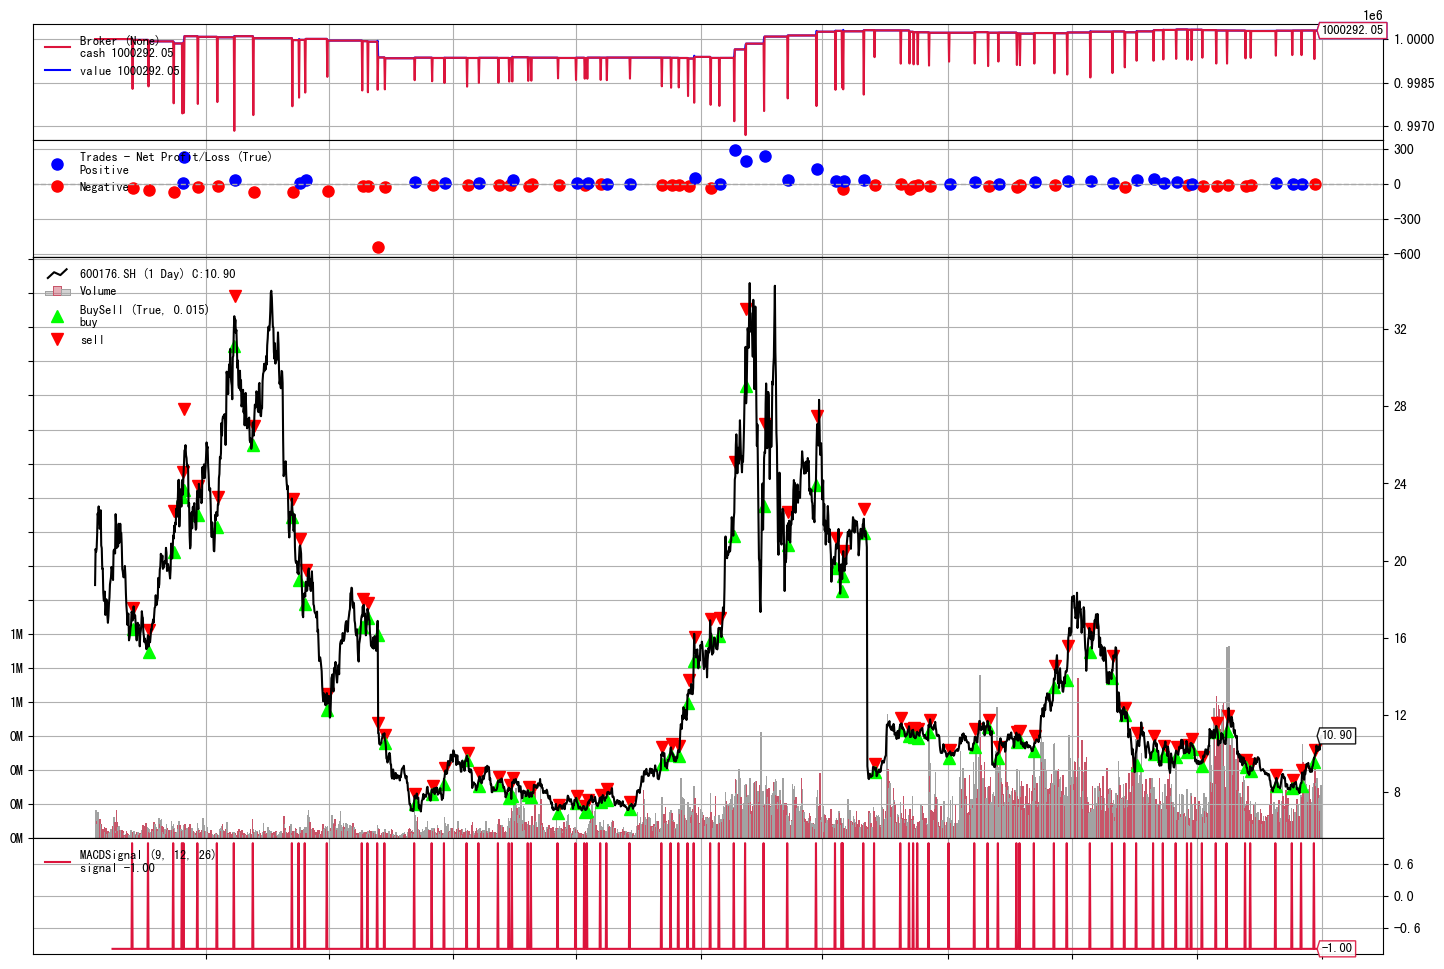 1e6
Broker (None)
cash 1000292.05
value 1000292.05
1000292.05
1.0000
0.9985
0.9970
Trades - Net Profit/Loss (True)
Positive
Negative
300
0
-300
-600
600176.SH (1 Day) C:10.90
Volume
BuySell (True, 0.015)
buy
sell
32
28
24
20
16
12
8
10.90
1M
1M
1M
0M
0M
0M
0M
MACDSignal (9, 12, 26)
signal -1.00
0.6
0.0
-0.6
-1.00